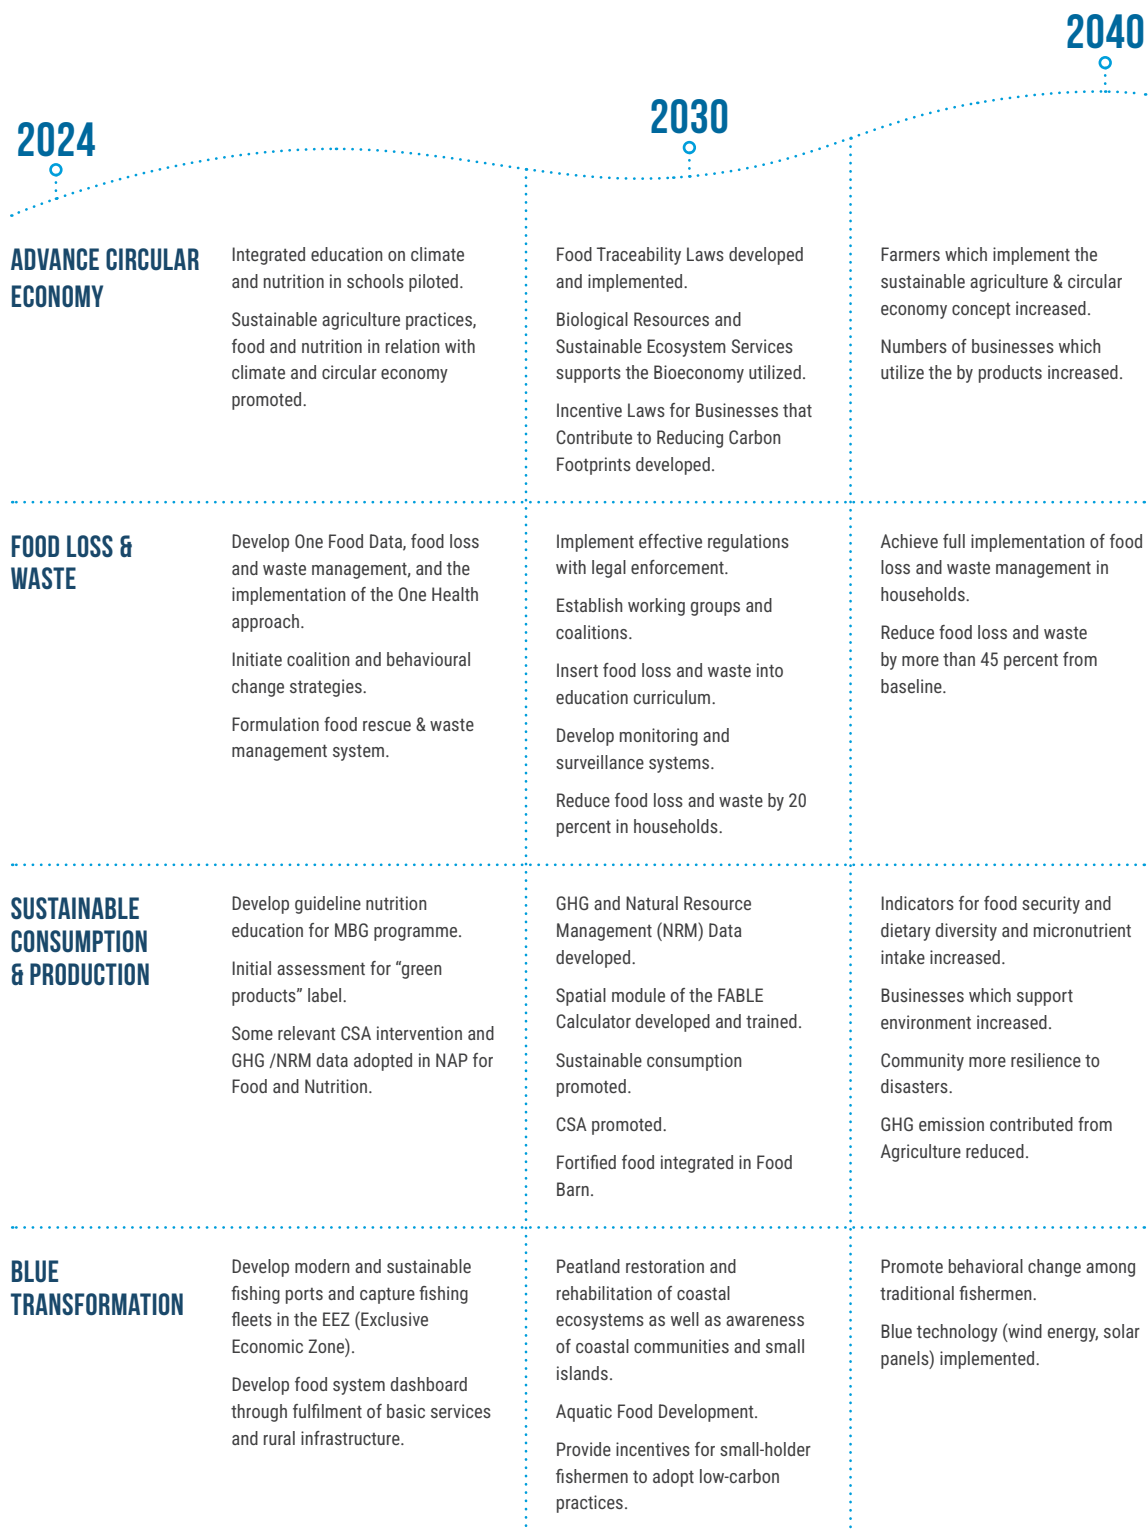 2040
2030
2024
ADVANCE CIRCULAR
ECONOMY
Integrated education on climate
and nutrition in schools piloted.
Sustainable agriculture practices,
food and nutrition in relation with
climate and circular economy
promoted.
Food Traceability Laws developed
and implemented.
Biological Resources and
Sustainable Ecosystem Services
supports the Bioeconomy utilized.
Incentive Laws for Businesses that
Contribute to Reducing Carbon
Footprints developed.
Farmers which implement the
sustainable agriculture & circular
economy concept increased.
Numbers of businesses which
utilize the by products increased.
FOOD LOSS &
WASTE
Develop One Food Data, food loss
and waste management, and the
implementation of the One Health
approach.
Initiate coalition and behavioural
change strategies.
Formulation food rescue & waste
management system.
Implement effective regulations
with legal enforcement.
Establish working groups and
coalitions.
Insert food loss and waste into
education curriculum.
Develop monitoring and
surveillance systems.
Reduce food loss and waste by 20
percent in households.
Achieve full implementation of food
loss and waste management in
households.
Reduce food loss and waste
by more than 45 percent from
baseline.
SUSTAINABLE
CONSUMPTION
& PRODUCTION
Develop guideline nutrition
education for MBG programme.
Initial assessment for “green
products” label.
Some relevant CSA intervention and
GHG /NRM data adopted in NAP for
Food and Nutrition.
GHG and Natural Resource
Management (NRM) Data
developed.
Spatial module of the FABLE
Calculator developed and trained.
Sustainable consumption
promoted.
CSA promoted.
Fortified food integrated in Food
Barn.
Indicators for food security and
dietary diversity and micronutrient
intake increased.
Businesses which support
environment increased.
Community more resilience to
disasters.
GHG emission contributed from
Agriculture reduced.
BLUE
TRANSFORMATION
Develop modern and sustainable
fishing ports and capture fishing
fleets in the EEZ (Exclusive
Economic Zone).
Develop food system dashboard
through fulfilment of basic services
and rural infrastructure.
Peatland restoration and
rehabilitation of coastal
ecosystems as well as awareness
of coastal communities and small
islands.
Aquatic Food Development.
Provide incentives for small-holder
fishermen to adopt low-carbon
practices.
Promote behavioral change among
traditional fishermen.
Blue technology (wind energy, solar
panels) implemented.